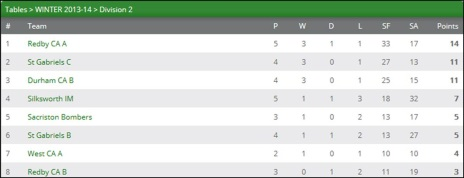 Tables > WINTER 2013-14 > Division 2
# Team P W D L SF SA Points
1 Redby CA A 5 3 1 1 33 17 14
2 St Gabriels C 4 3 0 1 27 13 11
3 Durham CA B 4 3 0 1 25 15 11
4 Silksworth IM 5 1 1 3 18 32 7
5 Sacriston Bombers 3 1 0 2 13 17 5
6 St Gabriels B 4 1 1 2 13 27 5
7 West CA A 2 1 0 1 10 10 4
8 Redby CA B 3 0 1 2 11 19 3